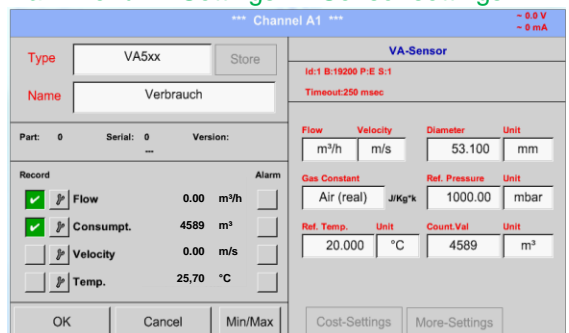 *** Channel A1 ***
~ 0.0 V
~ 0 mA
Type VA5xx Store
Name Verbrauch
Part: 0 Serial: 0 Version:
---
Record Alarm
Flow 0.00 m³/h
Consumpt. 4589 m³
Velocity 0.00 m/s
Temp. 25,70 °C
OK Cancel Min/Max
VA-Sensor
Id:1 B:19200 P:E S:1
Timeout:250 msec
Flow Velocity Diameter Unit
m³/h m/s 53.100 mm
Gas Constant Ref. Pressure Unit
Air (real) J/Kg*k 1000.00 mbar
Ref. Temp. Unit Count.Val Unit
20.000 °C 4589 m³
Cost-Settings More-Settings